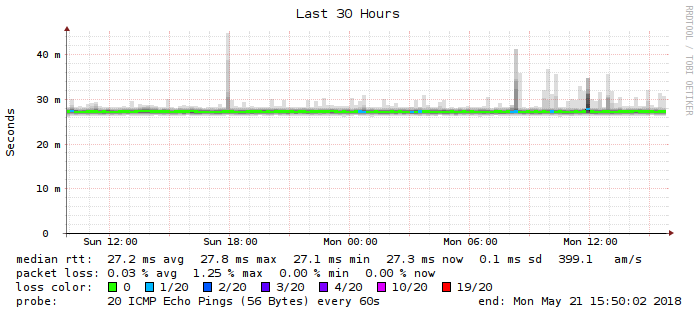 Last 30 Hours
RRDTOOL / TOBI OETIKER
Seconds
40 m
30 m
20 m
10 m
0
Sun 12:00 Sun 18:00 Mon 00:00 Mon 06:00 Mon 12:00
median rtt: 27.2 ms avg 27.8 ms max 27.1 ms min 27.3 ms now 0.1 ms sd 399.1 am/s
packet loss: 0.03 % avg 1.25 % max 0.00 % min 0.00 % now
loss color: 0 1/20 2/20 3/20 4/20 10/20 19/20
probe: 20 ICMP Echo Pings (56 Bytes) every 60s end: Mon May 21 15:50:02 2018